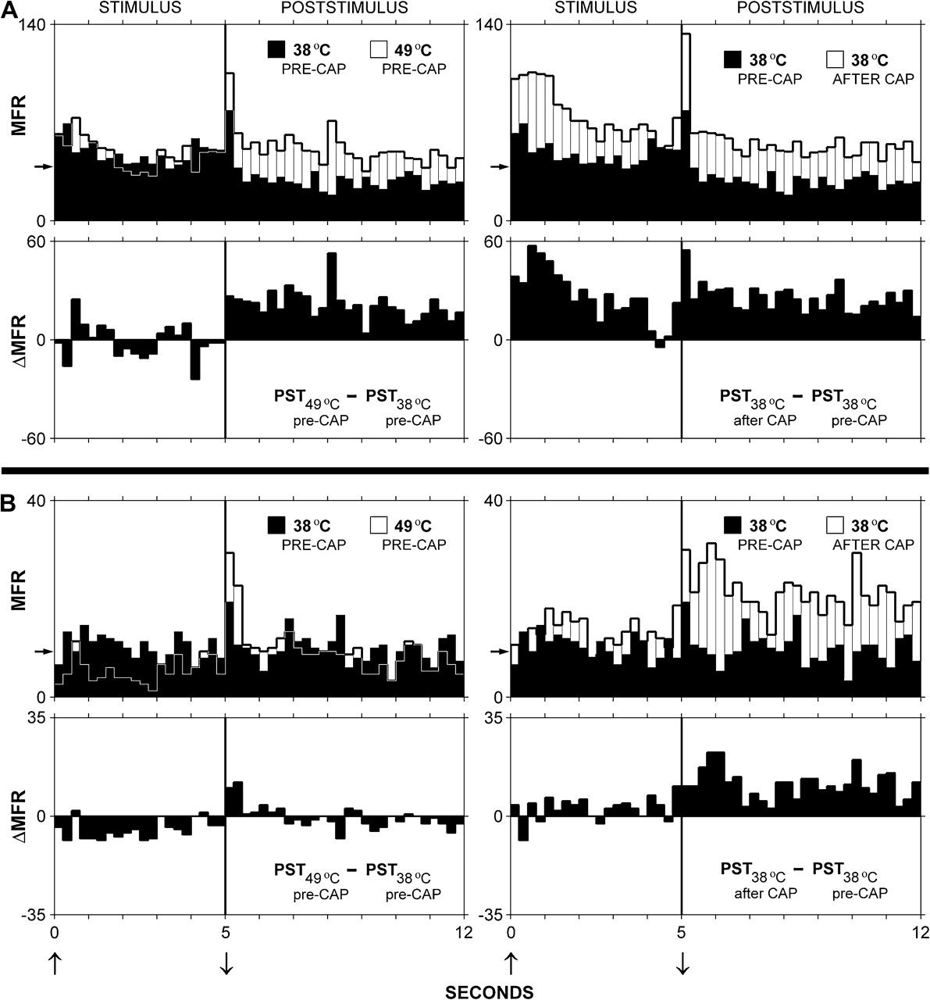 A STIMULUS POSTSTIMULUS STIMULUS POSTSTIMULUS
140
38 ºC 49 ºC 38 ºC 38 ºC
PRE-CAP PRE-CAP PRE-CAP AFTER CAP
MFR
0 0
60 60
ΔMFR
0 0
PST49 ºC pre-CAP – PST38 ºC pre-CAP PST38 ºC after CAP – PST38 ºC pre-CAP
-60 -60
B
40 40
38 ºC 49 ºC 38 ºC 38 ºC
PRE-CAP PRE-CAP PRE-CAP AFTER CAP
MFR
0 0
35 35
ΔMFR
0 0
PST49 ºC pre-CAP – PST38 ºC pre-CAP PST38 ºC after CAP – PST38 ºC pre-CAP
-35 -35
0 5 12 0 5 12
SECONDS